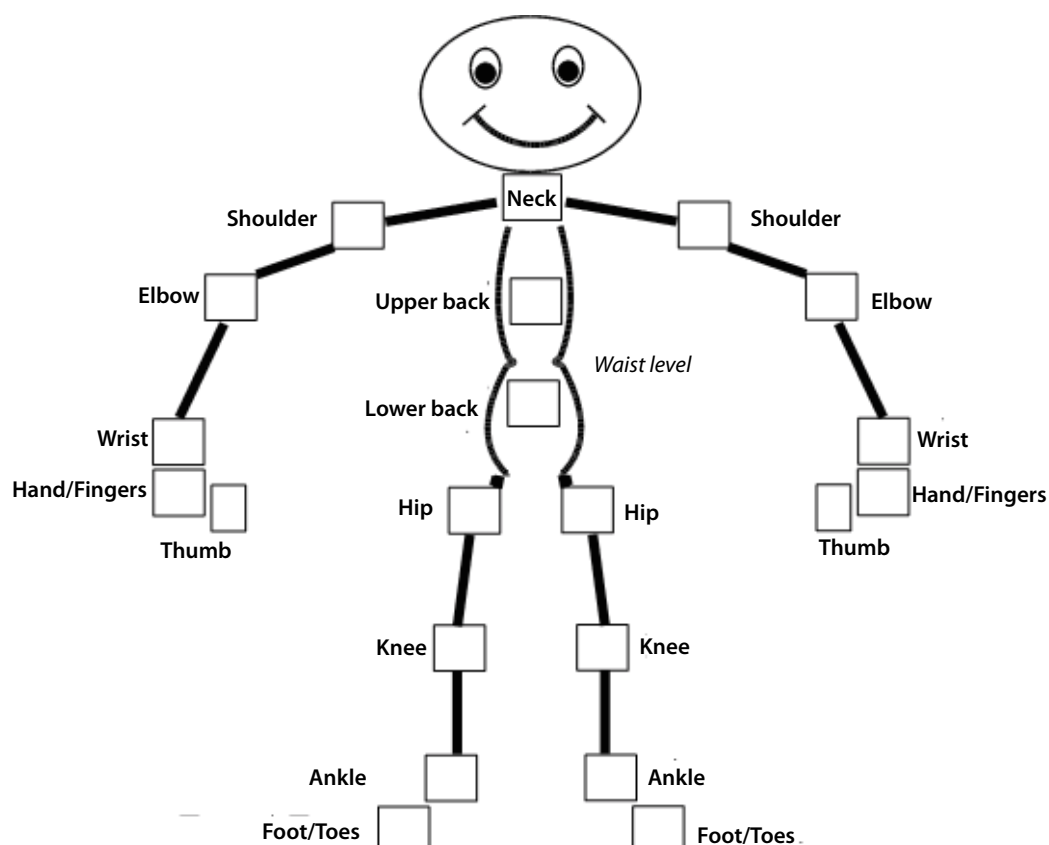 Neck
Shoulder
Shoulder
Elbow
Upper back
Elbow
Waist level
Lower back
Wrist
Wrist
Hand/Fingers
Hand/Fingers
Hip
Hip
Thumb
Thumb
Knee
Knee
Ankle
Ankle
Foot/Toes
Foot/Toes